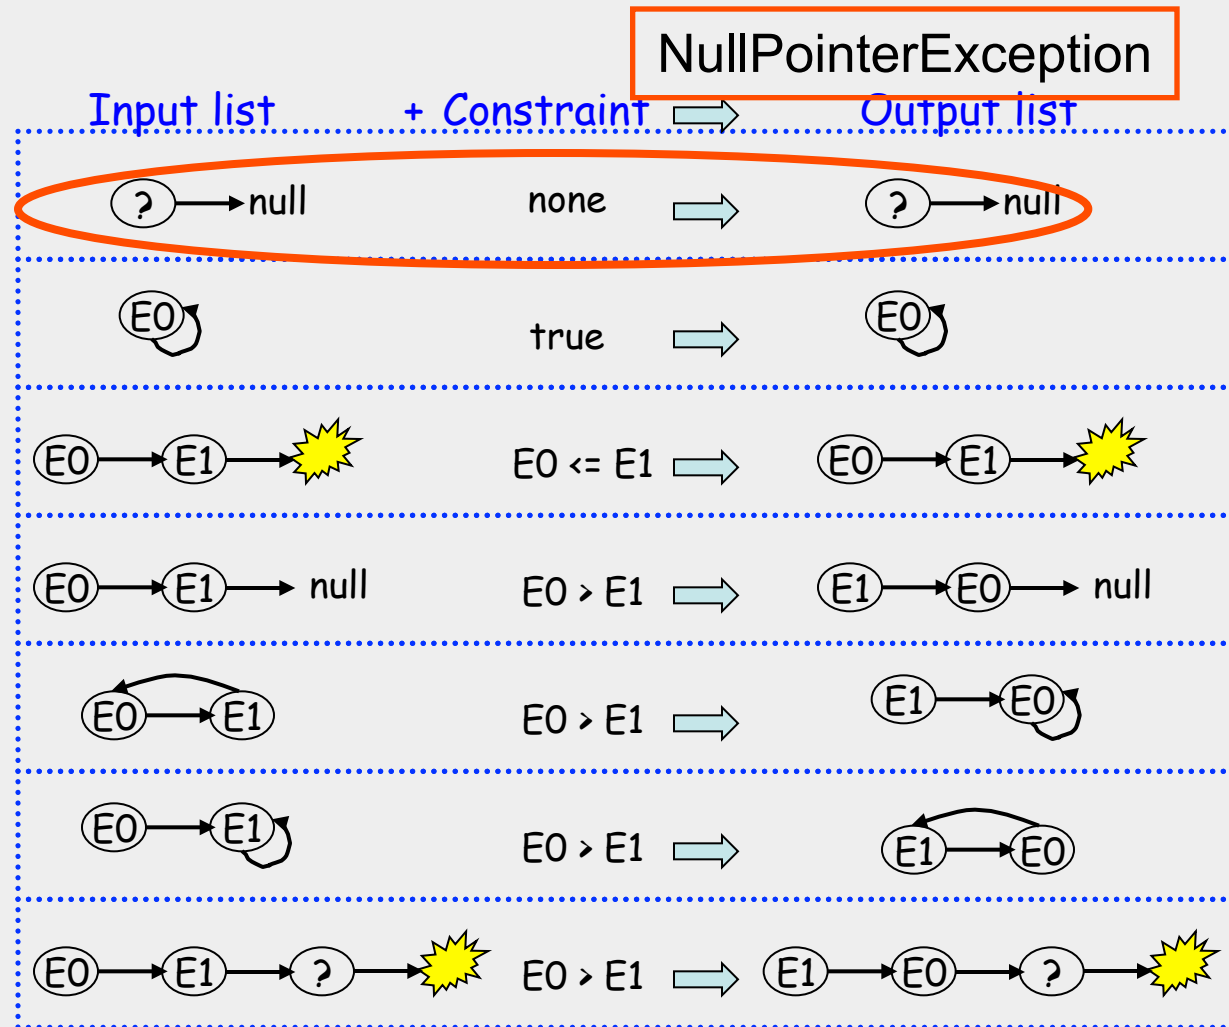 NullPointerException
Input list + Constraint Output list
? null none ? null
E0 true E0
E0 E1 E0 <= E1 E0 E1
E0 E1 null E0 > E1 E1 E0 null
E0 E1 E0 > E1 E1 E0
E0 E1 E0 > E1 E1 E0
E0 E1 ? E0 > E1 E1 E0 ?